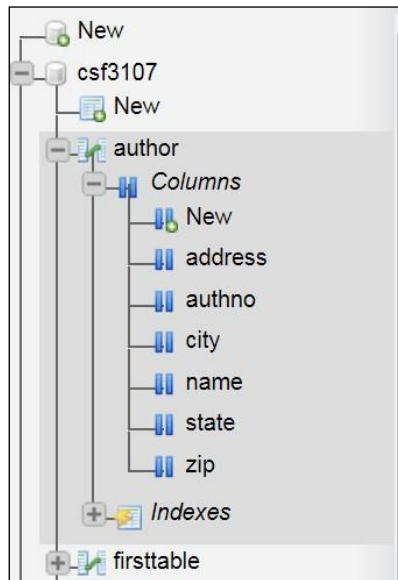 New
csf3107
New
author
Columns
New
address
authno
city
name
state
zip
Indexes
firsttable